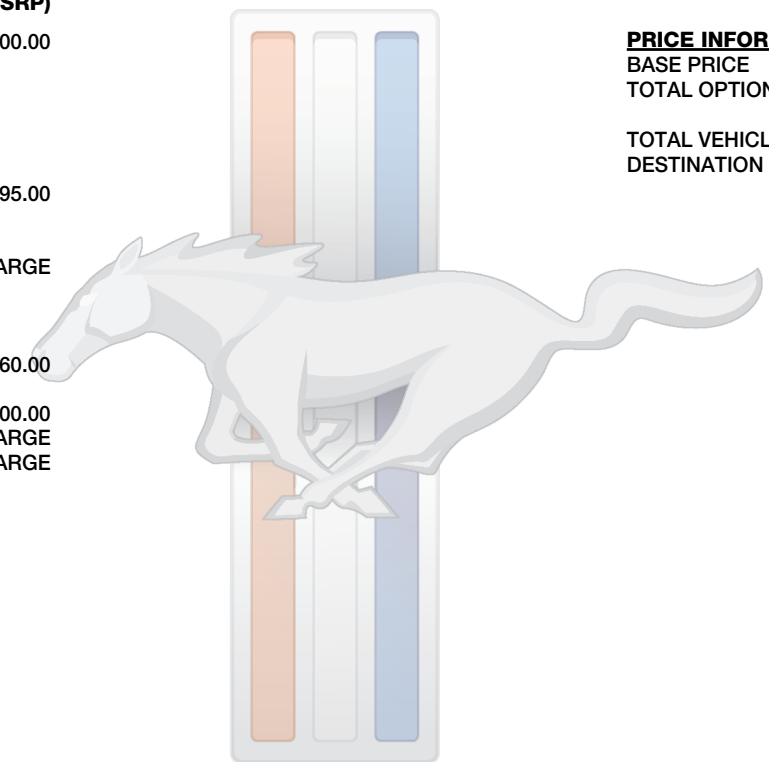 SRP)
00.00
95.00
ARGE
60.00
00.00
ARGE
ARGE
PRICE INFOR
BASE PRICE
TOTAL OPTION
TOTAL VEHICL
DESTINATION